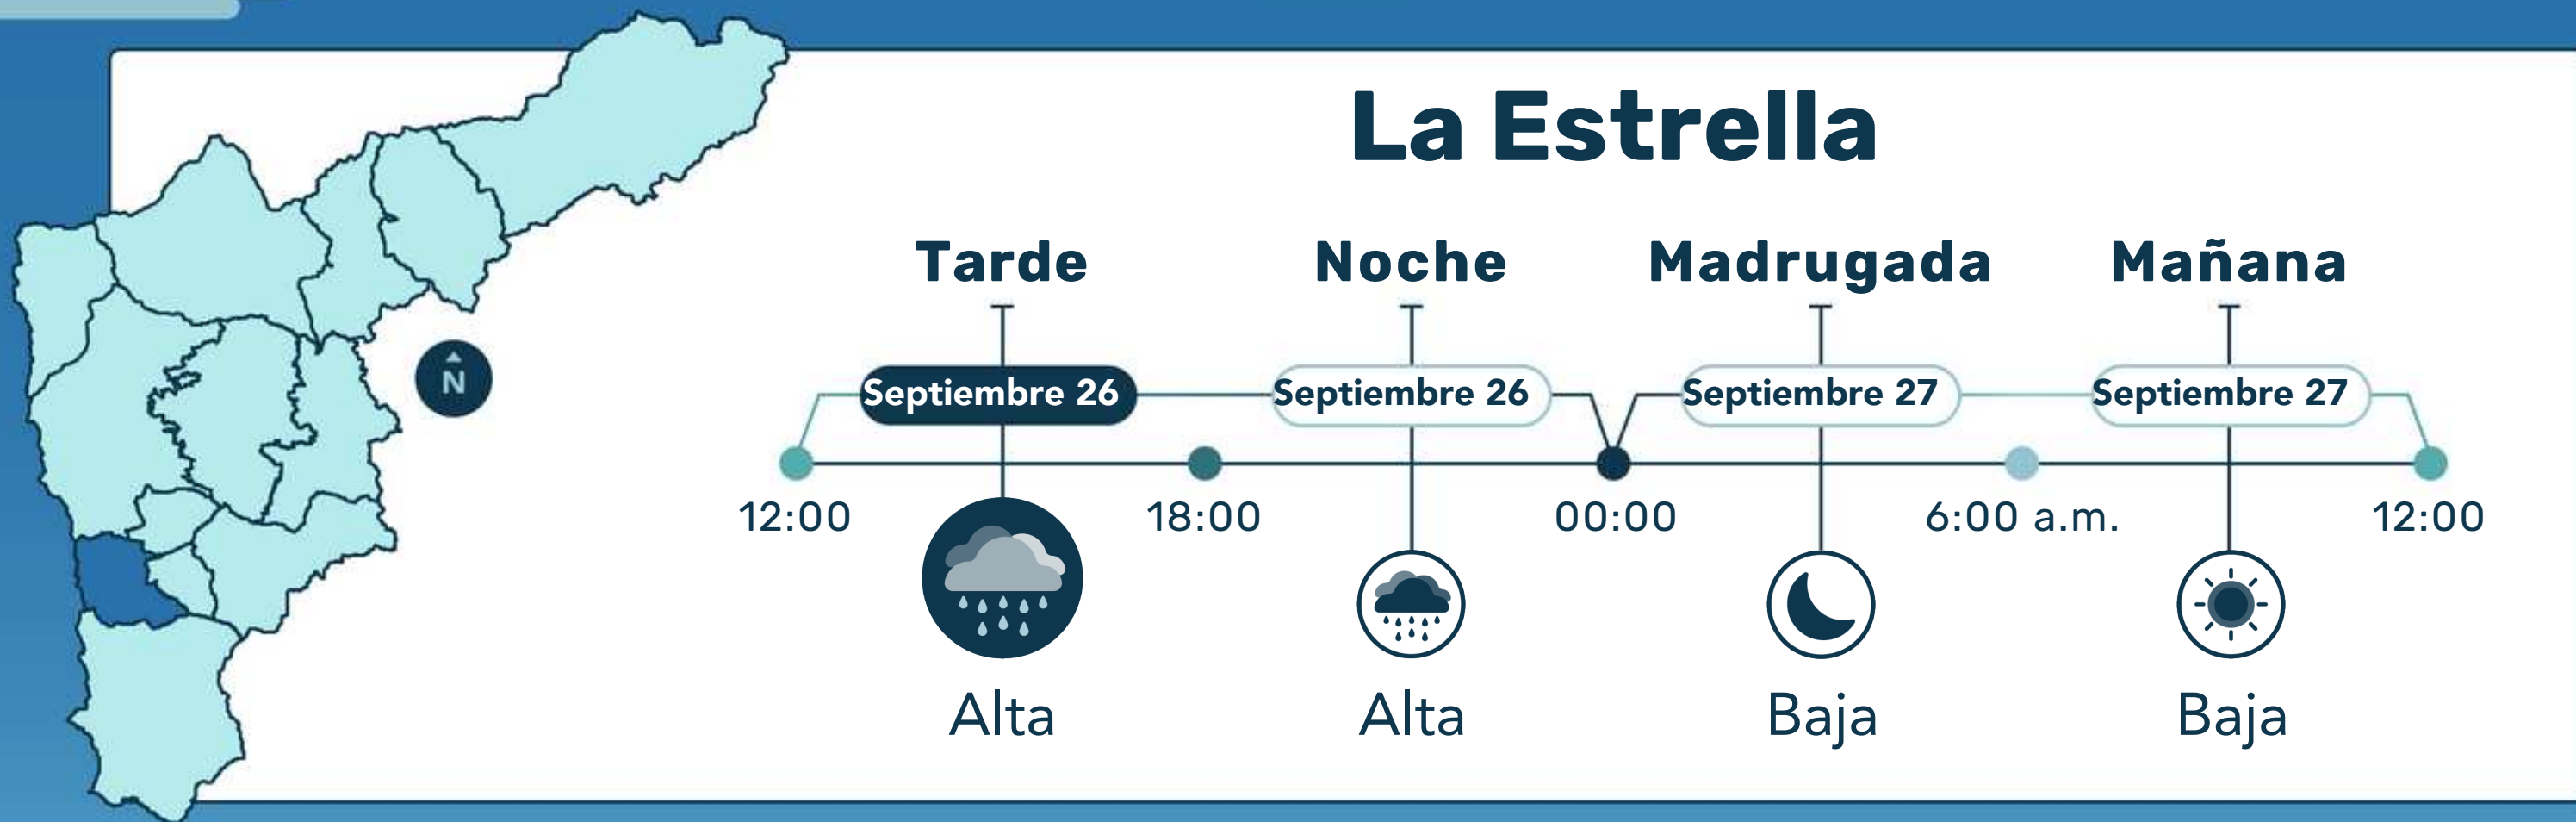 La Estrella
Tarde Noche Madrugada Mañana
Septiembre 26 Septiembre 26 Septiembre 27 Septiembre 27
N
12:00 18:00 00:00 6:00 a.m. 12:00
Alta Alta Baja Baja